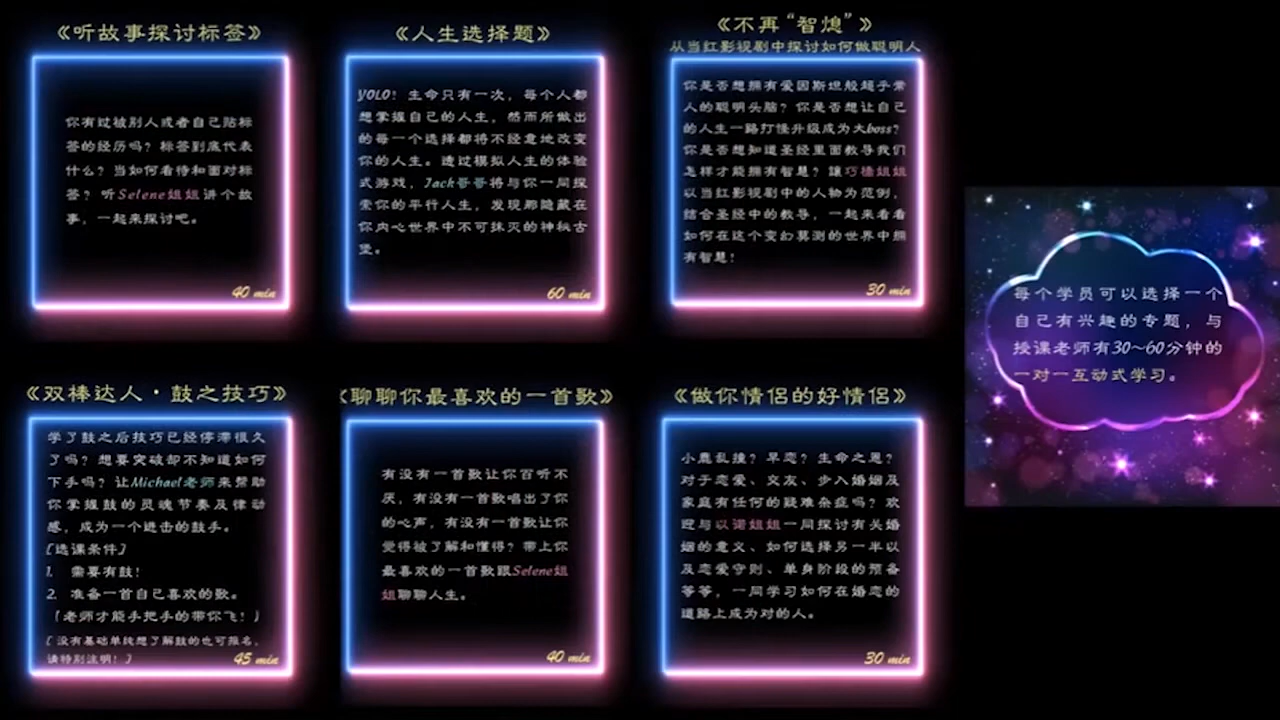 《听故事探讨标签》
你有过被别人或者自己贴标
签的经历吗？标签到底代表
什么？当如何看待和面对标
签？听Selene姐姐讲个故
事，一起来探讨吧。
40 min
《人生选择题》
YOLO！生命只有一次，每个人都
想掌握自己的人生，然而所做出
的每一个选择都将不经意地改变
你的人生。透过模拟人生的体验
式游戏，Jack哥哥将与你一同探
索你的平行人生，发现那隐藏在
你内心世界中不可抹灭的神秘古
堡。
60 min
《不再“智熄”》
从当红影视剧中探讨如何做聪明人
你是否想拥有爱因斯坦般超乎常
人的聪明头脑？你是否想让自己
的人生一路打怪升级成为大boss？
你是否想知道圣经里面教导我们
怎样才能拥有智慧？讓巧橋姐姐
以当红影视剧中的人物为范例，
结合圣经中的教导，一起来看看
如何在这个变幻莫测的世界中拥
有智慧！
30 min
每个学员可以选择一个
自己有兴趣的专题，与
授课老师有30～60分钟的
一对一互动式学习。
《双棒达人·鼓之技巧》
学了鼓之后技巧已经停滞很久
了吗？想要突破却不知道如何
下手吗？让Michael老师来帮助
你掌握鼓的灵魂节奏及律动
感，成为一个进击的鼓手。
[选课条件]
1. 需要有鼓！
2. 准备一首自己喜欢的歌。
（老师才能手把手的带你飞！）
[没有基础单纯想了解鼓的也可报名，
请特别注明！]
45 min
《聊聊你最喜欢的一首歌》
有没有一首歌让你百听不
厌，有没有一首歌唱出了你
的心声，有没有一首歌让你
觉得被了解和懂得？带上你
最喜欢的一首歌跟Selene姐
姐聊聊人生。
40 min
《做你情侣的好情侣》
小鹿乱撞？早恋？生命之恩？
对于恋爱、交友、步入婚姻及
家庭有任何的疑难杂症吗？欢
迎与以诺姐姐一同探讨有关婚
姻的意义、如何选择另一半以
及恋爱守则、单身阶段的预备
等等，一同学习如何在婚恋的
道路上成为对的人。
30 min